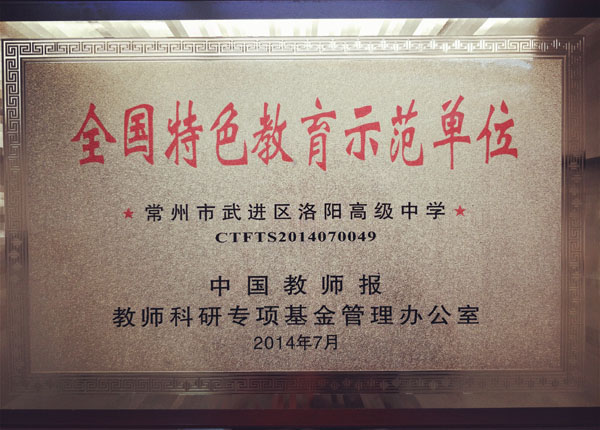 全国特色教育示范单位
★常州市武进区洛阳高级中学★
CTFTS2014070049
中国教师报
教师科研专项基金管理办公室
2014年7月